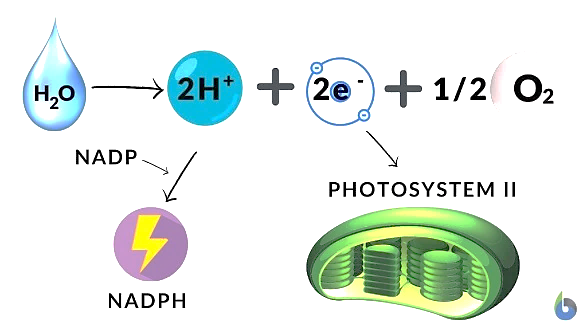 H₂O → 2H⁺ + 2e⁻ + 1/2 O₂
NADP
PHOTOSYSTEM II
NADPH